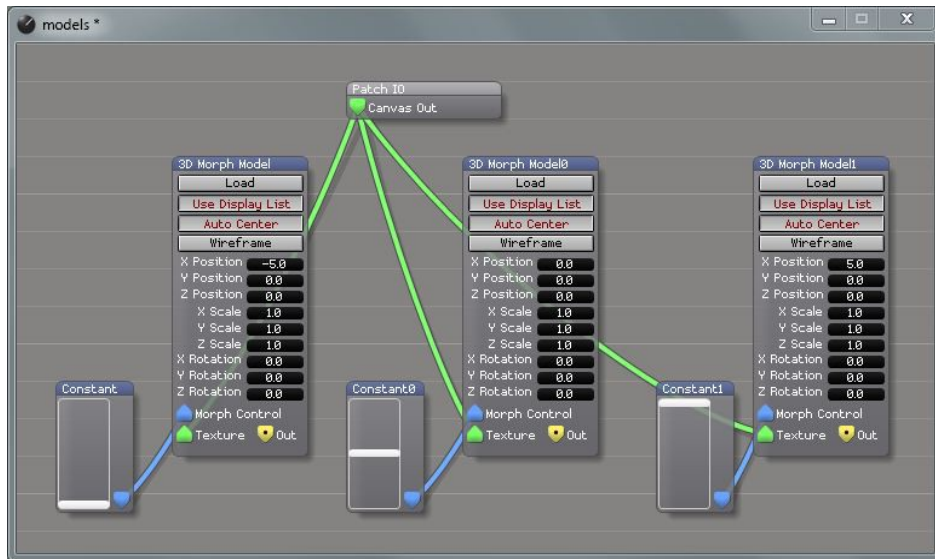 models *
Patch IO
Canvas Out
3D Morph Model
Load
Use Display List
Auto Center
Wireframe
X Position -5.0
Y Position 0.0
Z Position 0.0
X Scale 1.0
Y Scale 1.0
Z Scale 1.0
X Rotation 0.0
Y Rotation 0.0
Z Rotation 0.0
Morph Control
Texture Out
3D Morph Model0
Load
Use Display List
Auto Center
Wireframe
X Position 0.0
Y Position 0.0
Z Position 0.0
X Scale 1.0
Y Scale 1.0
Z Scale 1.0
X Rotation 0.0
Y Rotation 0.0
Z Rotation 0.0
Morph Control
Texture Out
3D Morph Model1
Load
Use Display List
Auto Center
Wireframe
X Position 5.0
Y Position 0.0
Z Position 0.0
X Scale 1.0
Y Scale 1.0
Z Scale 1.0
X Rotation 0.0
Y Rotation 0.0
Z Rotation 0.0
Morph Control
Texture Out
Constant
Constant0
Constant1